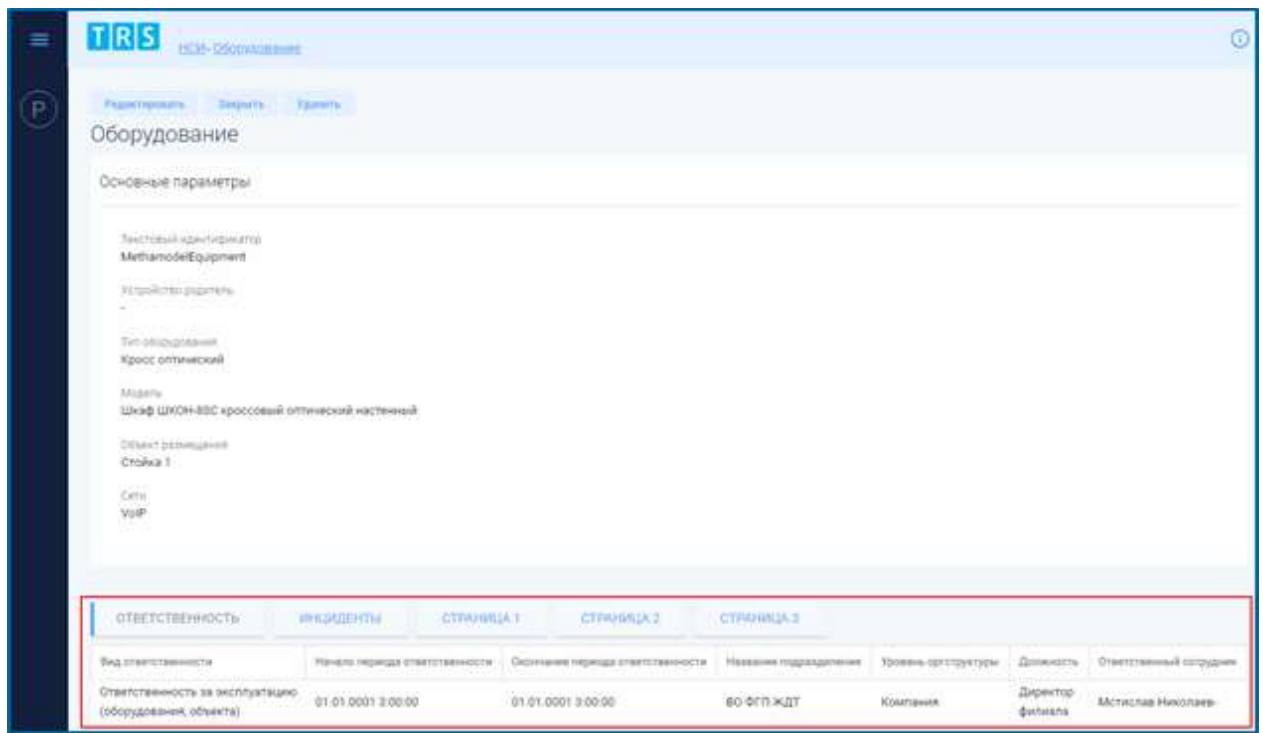 TRS
НСИ- Оборудование
P
Редактировать Закрыть Удалить
Оборудование
Основные параметры
Текстовый идентификатор
MethamodelEquipment
Устройство родитель
-
Тип оборудования
Кросс оптический
Модель
Шкаф ШКОН-88С кроссовый оптический настенный
Объект размещения
Стойка 1
Сети
VoIP
ОТВЕТСТВЕННОСТЬ ИНЦИДЕНТЫ СТРАНИЦА 1 СТРАНИЦА 2 СТРАНИЦА 3
Вид ответственности Начало периода ответственности Окончание периода ответственности Название подразделения Уровень оргструктуры Должность Ответственный сотрудник
Ответственность за эксплуатацию
(оборудования, объекта) 01.01.0001 3:00:00 01.01.0001 3:00:00 ВО ФГП ЖДТ Компания Директор
филиала Мстислав Николаев-